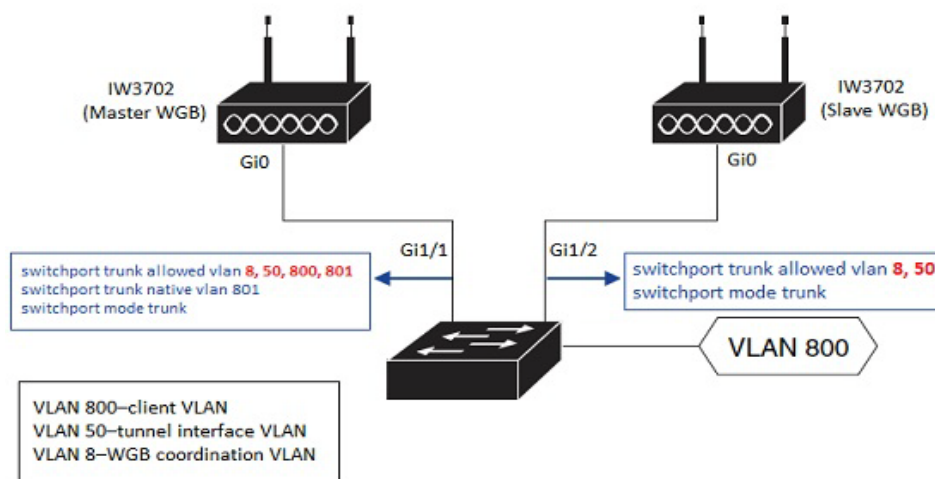 IW3702
(Master WGB)
IW3702
(Slave WGB)
Gi0
Gi0
Gi1/1
Gi1/2
switchport trunk allowed vlan 8, 50, 800, 801
switchport trunk native vlan 801
switchport mode trunk
switchport trunk allowed vlan 8, 50
switchport mode trunk
VLAN 800
VLAN 800–client VLAN
VLAN 50–tunnel interface VLAN
VLAN 8–WGB coordination VLAN